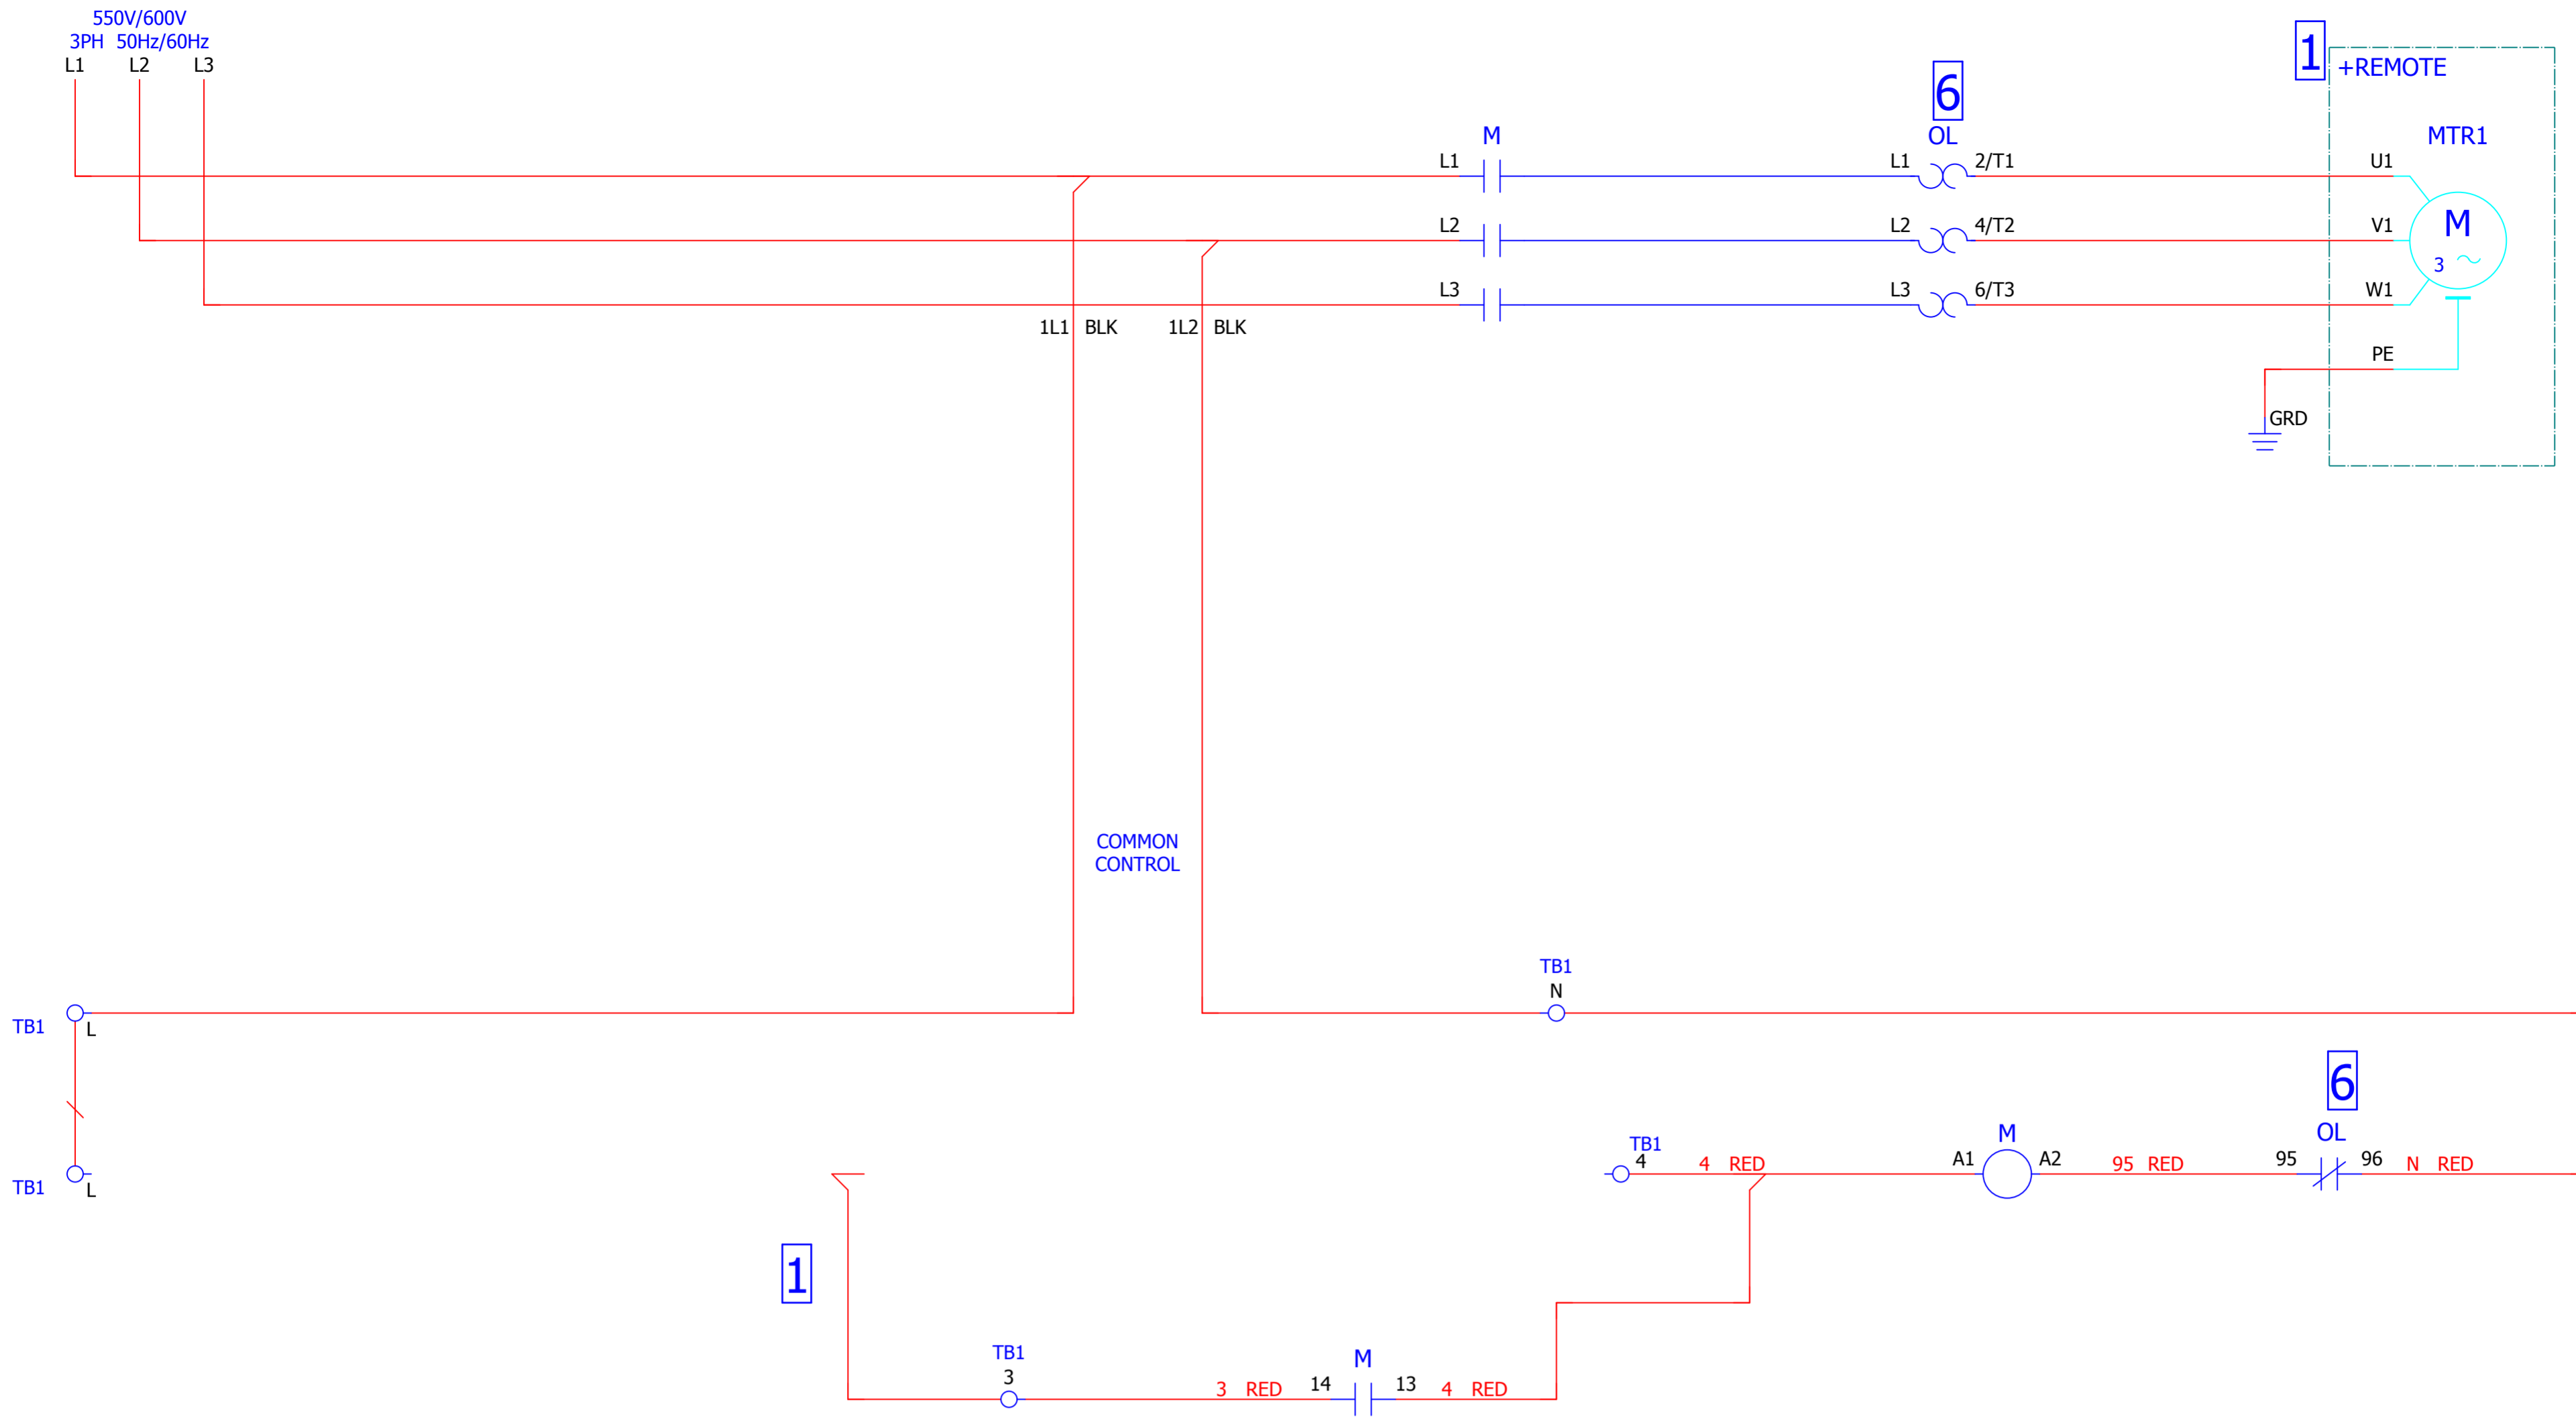 550V/600V
3PH 50Hz/60Hz
L1 L2 L3
1
+REMOTE
6
M
OL
MTR1
L1
L1
2/T1
U1
L2
L2
4/T2
V1
M
3
L3
L3
6/T3
W1
1L1 BLK
1L2 BLK
PE
GRD
COMMON
CONTROL
TB1
N
TB1
L
6
TB1
4
4 RED
M
A1
A2
95 RED
OL
95
96
N RED
TB1
L
1
TB1
3
3 RED
M
14
13
4 RED